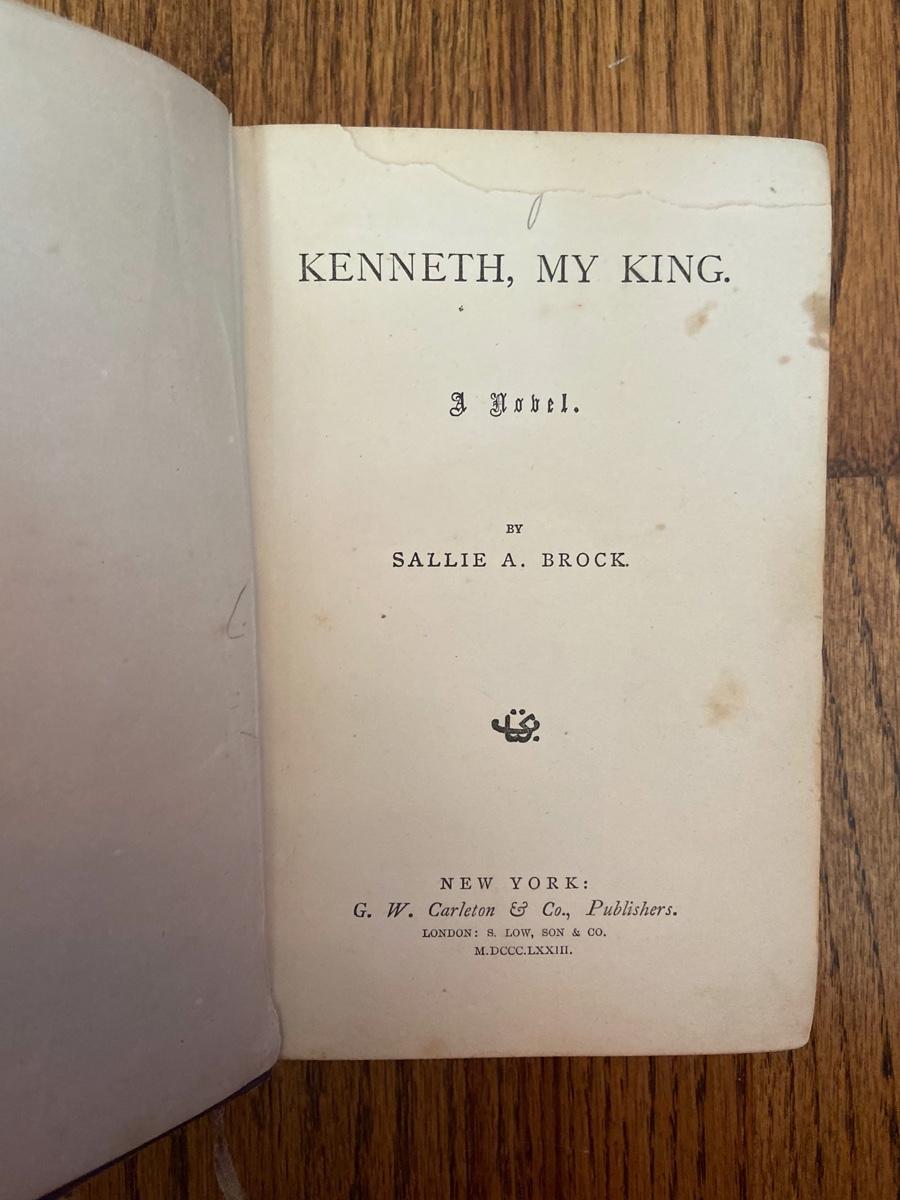 KENNETH, MY KING.
A Novel.
BY
SALLIE A. BROCK.
NEW YORK:
G. W. Carleton & Co., Publishers.
LONDON: S. LOW, SON & CO.
M.DCCC.LXXIII.